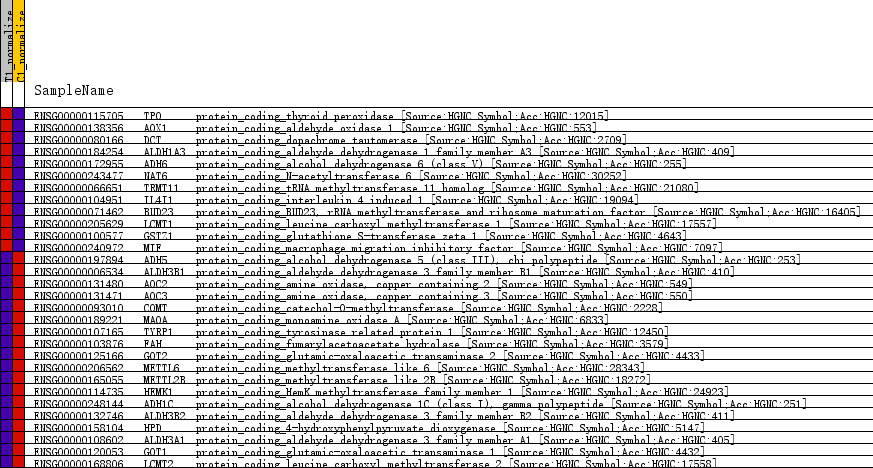 T1_normalize
C1_normalize
SampleName
ENSG00000115705 TPO protein_coding_thyroid peroxidase [Source:HGNC Symbol;Acc:HGNC:12015]
ENSG00000138356 AOX1 protein_coding_aldehyde oxidase 1 [Source:HGNC Symbol;Acc:HGNC:553]
ENSG00000080166 DCT protein_coding_dopachrome tautomerase [Source:HGNC Symbol;Acc:HGNC:2709]
ENSG00000184254 ALDH1A3 protein_coding_aldehyde dehydrogenase 1 family member A3 [Source:HGNC Symbol;Acc:HGNC:409]
ENSG00000172955 ADH6 protein_coding_alcohol dehydrogenase 6 (class V) [Source:HGNC Symbol;Acc:HGNC:255]
ENSG00000243477 NAT6 protein_coding_N-acetyltransferase 6 [Source:HGNC Symbol;Acc:HGNC:30252]
ENSG00000066651 TRMT11 protein_coding_tRNA methyltransferase 11 homolog [Source:HGNC Symbol;Acc:HGNC:21080]
ENSG00000104951 IL4I1 protein_coding_interleukin 4 induced 1 [Source:HGNC Symbol;Acc:HGNC:19094]
ENSG00000071462 BUD23 protein_coding_BUD23, rRNA methyltransferase and ribosome maturation factor [Source:HGNC Symbol;Acc:HGNC:16405]
ENSG00000205629 LCMT1 protein_coding_leucine carboxyl methyltransferase 1 [Source:HGNC Symbol;Acc:HGNC:17557]
ENSG00000100577 GSTZ1 protein_coding_glutathione S-transferase zeta 1 [Source:HGNC Symbol;Acc:HGNC:4643]
ENSG00000240972 MIF protein_coding_macrophage migration inhibitory factor [Source:HGNC Symbol;Acc:HGNC:7097]
ENSG00000197894 ADH5 protein_coding_alcohol dehydrogenase 5 (class III), chi polypeptide [Source:HGNC Symbol;Acc:HGNC:253]
ENSG00000006534 ALDH3B1 protein_coding_aldehyde dehydrogenase 3 family member B1 [Source:HGNC Symbol;Acc:HGNC:410]
ENSG00000131480 AOC2 protein_coding_amine oxidase, copper containing 2 [Source:HGNC Symbol;Acc:HGNC:549]
ENSG00000131471 AOC3 protein_coding_amine oxidase, copper containing 3 [Source:HGNC Symbol;Acc:HGNC:550]
ENSG00000093010 COMT protein_coding_catechol-O-methyltransferase [Source:HGNC Symbol;Acc:HGNC:2228]
ENSG00000189221 MAOA protein_coding_monoamine oxidase A [Source:HGNC Symbol;Acc:HGNC:6833]
ENSG00000107165 TYRP1 protein_coding_tyrosinase related protein 1 [Source:HGNC Symbol;Acc:HGNC:12450]
ENSG00000103876 FAH protein_coding_fumarylacetoacetate hydrolase [Source:HGNC Symbol;Acc:HGNC:3579]
ENSG00000125166 GOT2 protein_coding_glutamic-oxaloacetic transaminase 2 [Source:HGNC Symbol;Acc:HGNC:4433]
ENSG00000206562 METTL6 protein_coding_methyltransferase like 6 [Source:HGNC Symbol;Acc:HGNC:28343]
ENSG00000165055 METTL2B protein_coding_methyltransferase like 2B [Source:HGNC Symbol;Acc:HGNC:18272]
ENSG00000114735 HEMK1 protein_coding_HemK methyltransferase family member 1 [Source:HGNC Symbol;Acc:HGNC:24923]
ENSG00000248144 ADH1C protein_coding_alcohol dehydrogenase 1C (class I), gamma polypeptide [Source:HGNC Symbol;Acc:HGNC:251]
ENSG00000132746 ALDH3B2 protein_coding_aldehyde dehydrogenase 3 family member B2 [Source:HGNC Symbol;Acc:HGNC:411]
ENSG00000158104 HPD protein_coding_4-hydroxyphenylpyruvate dioxygenase [Source:HGNC Symbol;Acc:HGNC:5147]
ENSG00000108602 ALDH3A1 protein_coding_aldehyde dehydrogenase 3 family member A1 [Source:HGNC Symbol;Acc:HGNC:405]
ENSG00000120053 GOT1 protein_coding_glutamic-oxaloacetic transaminase 1 [Source:HGNC Symbol;Acc:HGNC:4432]
ENSG00000168806 LCMT2 protein_coding_leucine carboxyl methyltransferase 2 [Source:HGNC Symbol;Acc:HGNC:17558]